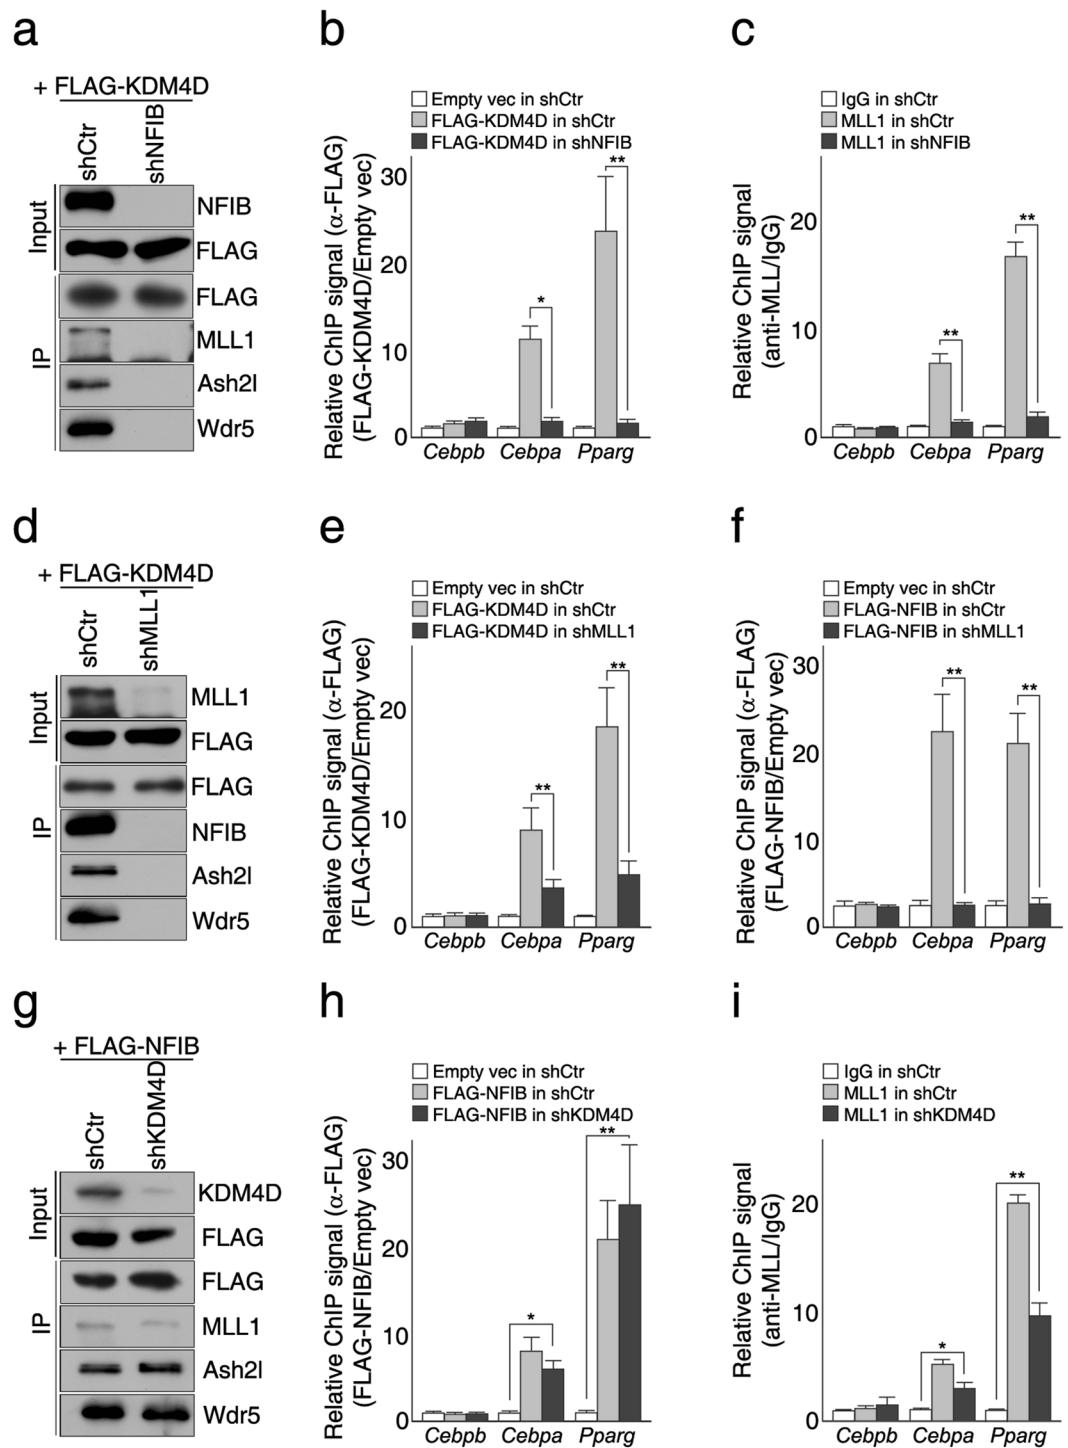 a
+ FLAG-KDM4D
shCtr
shNFIB
Input
NFIB
FLAG
IP
FLAG
MLL1
Ash2l
Wdr5
b
Empty vec in shCtr
FLAG-KDM4D in shCtr
FLAG-KDM4D in shNFIB
Relative ChIP signal (α-FLAG)
(FLAG-KDM4D/Empty vec)
30
20
10
0
*
**
Cebpb Cebpa Pparg
c
IgG in shCtr
MLL1 in shCtr
MLL1 in shNFIB
Relative ChIP signal
(anti-MLL/IgG)
20
10
0
**
**
Cebpb Cebpa Pparg
d
+ FLAG-KDM4D
shCtr
shMLL1
Input
MLL1
FLAG
IP
FLAG
NFIB
Ash2l
Wdr5
e
Empty vec in shCtr
FLAG-KDM4D in shCtr
FLAG-KDM4D in shMLL1
Relative ChIP signal (α-FLAG)
(FLAG-KDM4D/Empty vec)
20
10
0
**
**
Cebpb Cebpa Pparg
f
Empty vec in shCtr
FLAG-NFIB in shCtr
FLAG-NFIB in shMLL1
Relative ChIP signal (α-FLAG)
(FLAG-NFIB/Empty vec)
30
20
10
0
**
**
Cebpb Cebpa Pparg
g
+ FLAG-NFIB
shCtr
shKDM4D
Input
KDM4D
FLAG
IP
FLAG
MLL1
Ash2l
Wdr5
h
Empty vec in shCtr
FLAG-NFIB in shCtr
FLAG-NFIB in shKDM4D
Relative ChIP signal (α-FLAG)
(FLAG-NFIB/Empty vec)
30
20
10
0
*
**
Cebpb Cebpa Pparg
i
IgG in shCtr
MLL1 in shCtr
MLL1 in shKDM4D
Relative ChIP signal
(anti-MLL/IgG)
20
10
0
*
**
Cebpb Cebpa Pparg